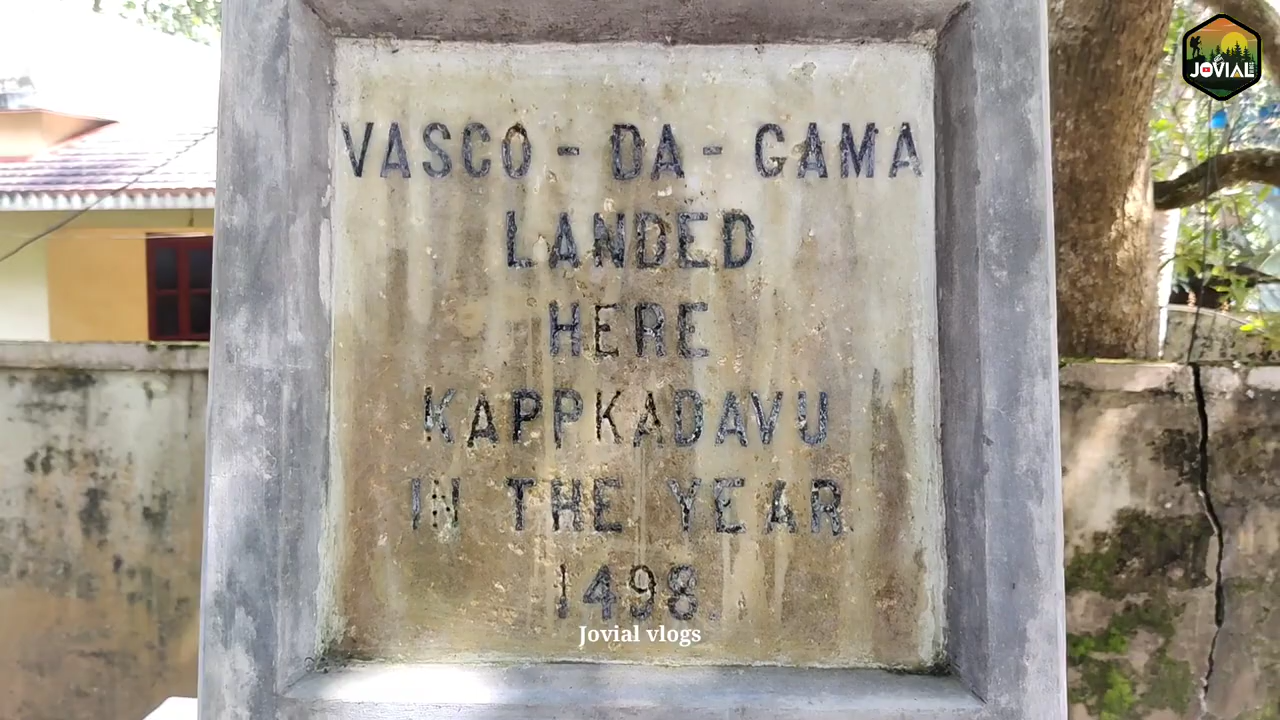 JOVIAL
VASCO - DA - GAMA
LANDED
HERE
KAPPKADAVU
IN THE YEAR
1498.
Jovial vlogs